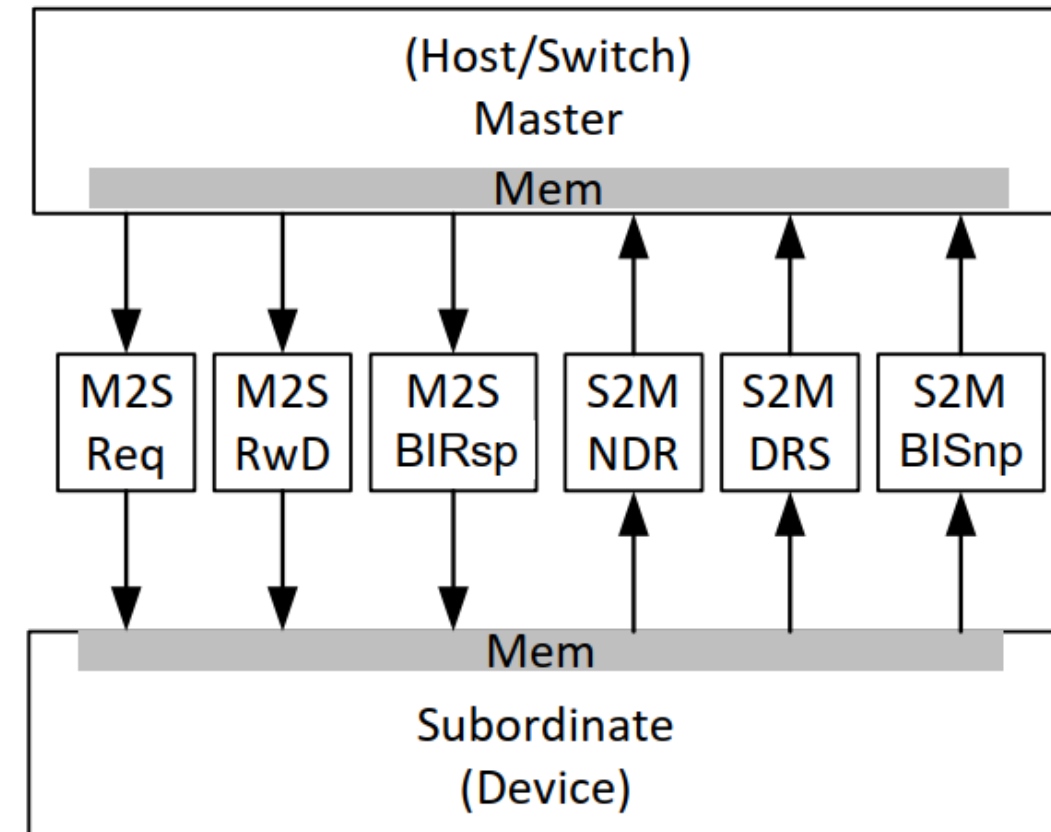 (Host/Switch)
Master
Mem
M2S
Req
M2S
RwD
M2S
BIRsp
S2M
NDR
S2M
DRS
S2M
BISnp
Mem
Subordinate
(Device)